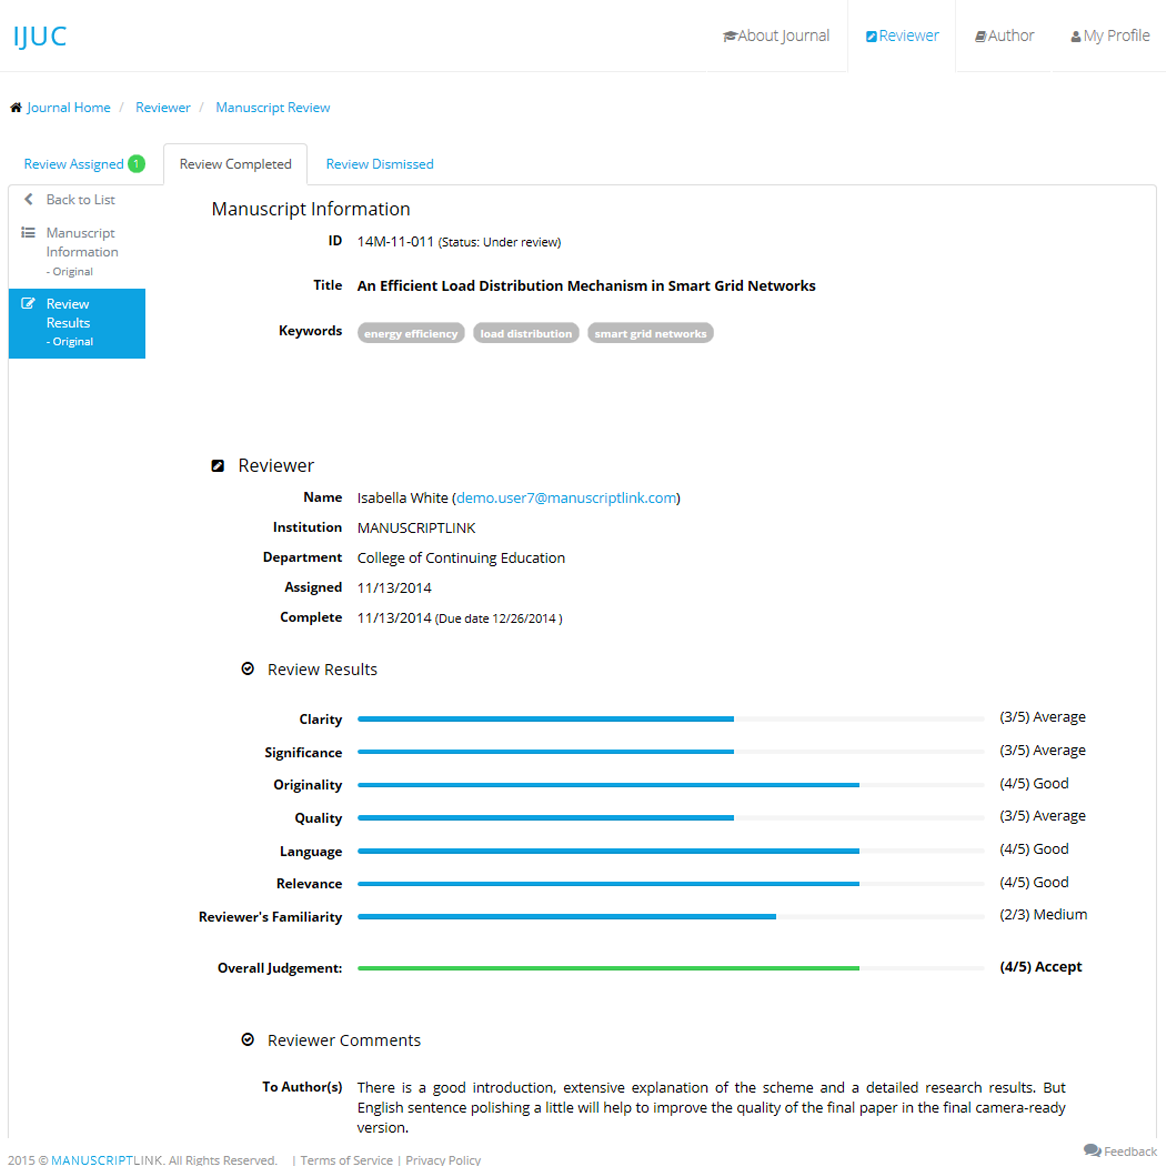 IJUC
About Journal
Reviewer
Author
My Profile
Journal Home / Reviewer / Manuscript Review
Review Assigned 1
Review Completed
Review Dismissed
Back to List
Manuscript
Information
- Original
Review
Results
- Original
Manuscript Information
ID 14M-11-011 (Status: Under review)
Title An Efficient Load Distribution Mechanism in Smart Grid Networks
Keywords energy efficiency load distribution smart grid networks
Reviewer
Name Isabella White (demo.user7@manuscriptlink.com)
Institution MANUSCRIPTLINK
Department College of Continuing Education
Assigned 11/13/2014
Complete 11/13/2014 (Due date 12/26/2014 )
Review Results
Clarity (3/5) Average
Significance (3/5) Average
Originality (4/5) Good
Quality (3/5) Average
Language (4/5) Good
Relevance (4/5) Good
Reviewer's Familiarity (2/3) Medium
Overall Judgement: (4/5) Accept
Reviewer Comments
To Author(s) There is a good introduction, extensive explanation of the scheme and a detailed research results. But
English sentence polishing a little will help to improve the quality of the final paper in the final camera-ready
version.
2015 © MANUSCRIPTLINK. All Rights Reserved. | Terms of Service | Privacy Policy
Feedback